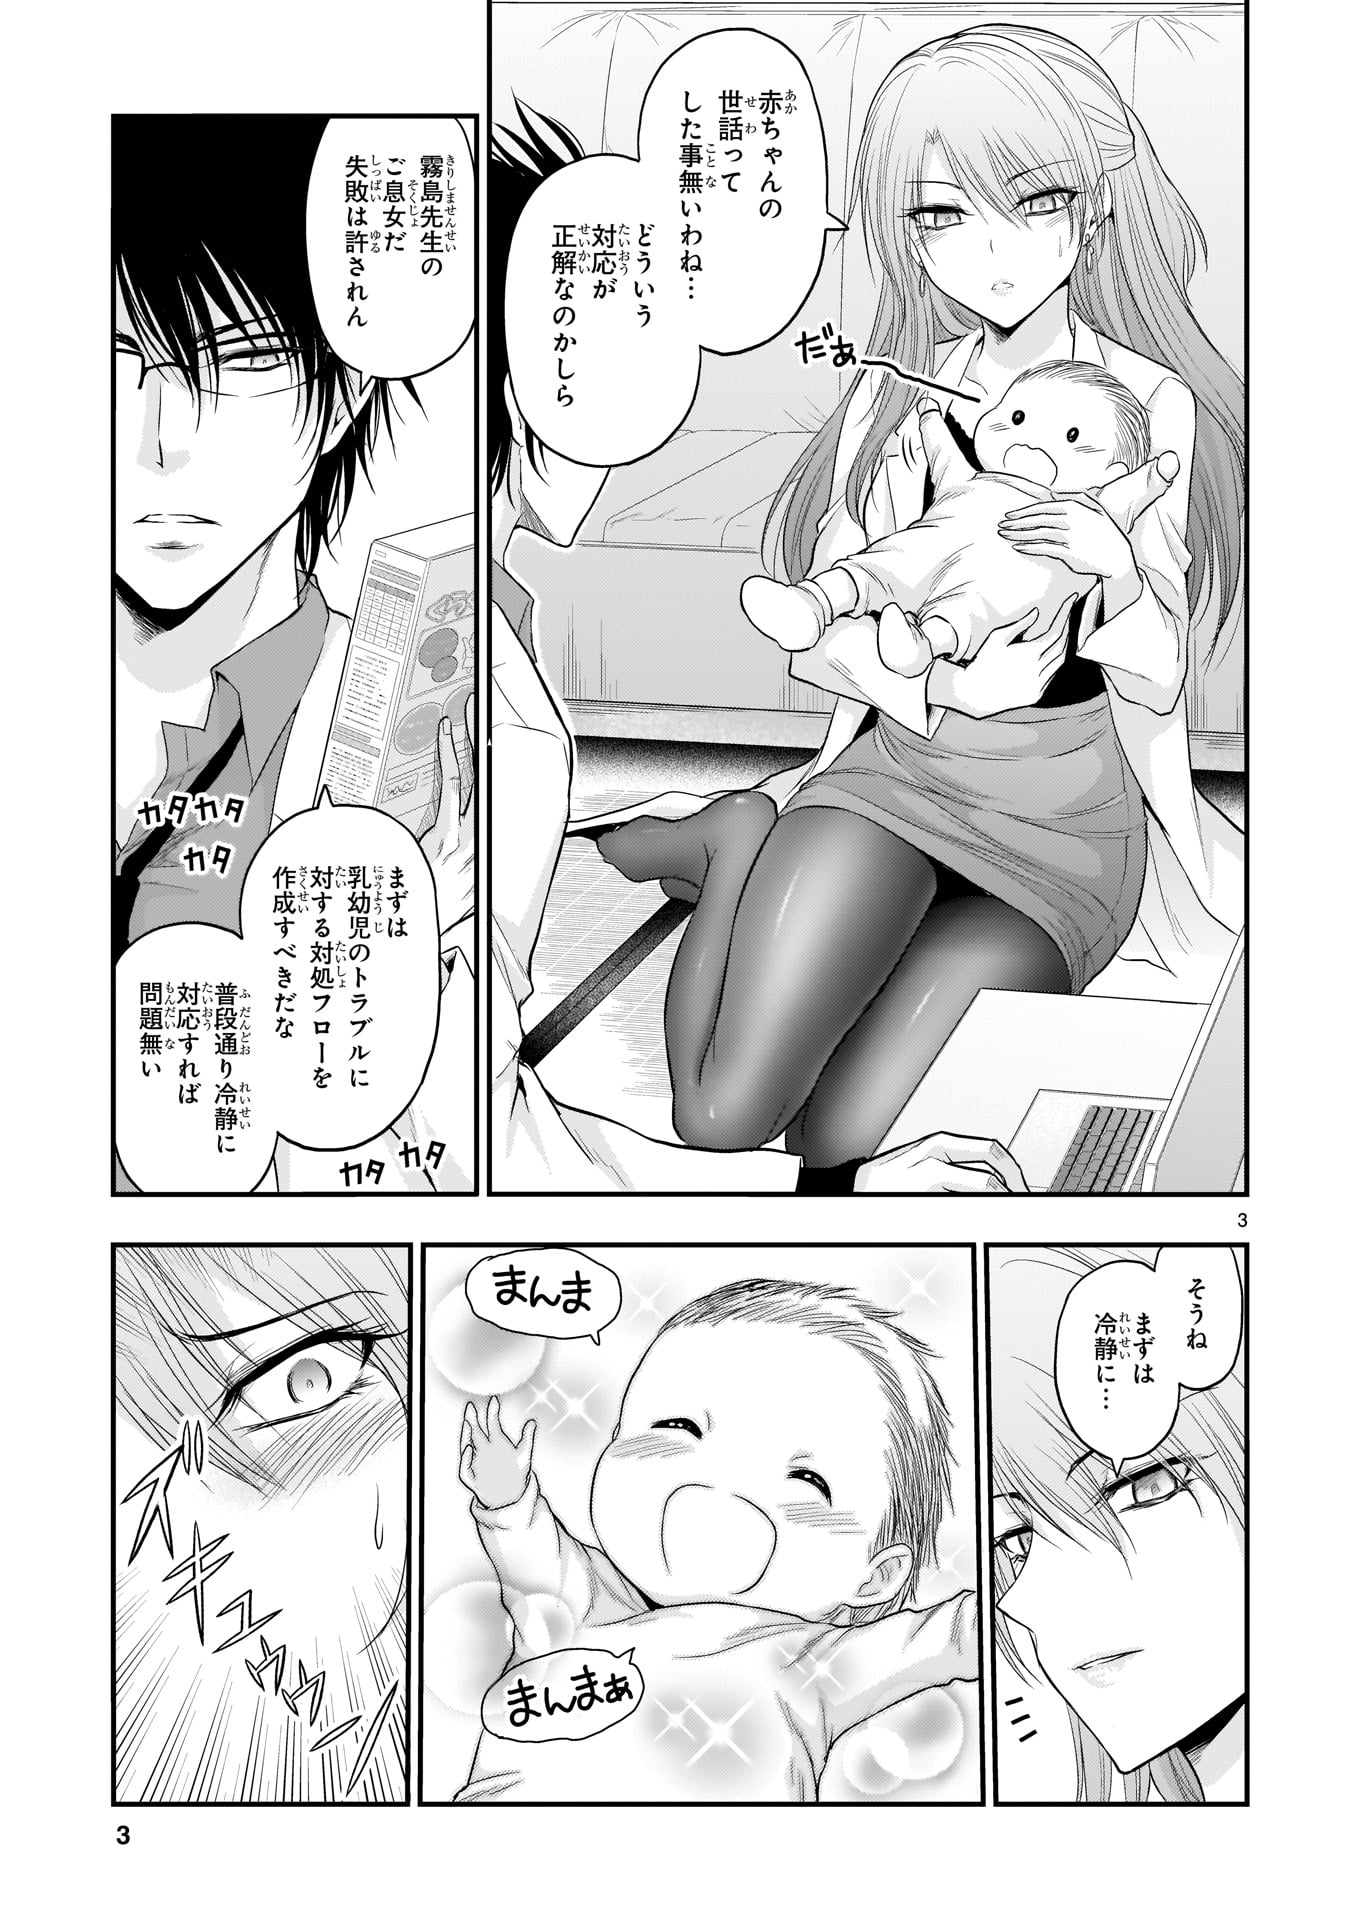 赤ちゃんの
世話って
した事無いわね…
どういう
対応が
正解なのかしら
だぁー
霧島先生の
ご息女だ
失敗は許されん
カタカタ
カタ
まずは
乳幼児のトラブルに
対する対処フローを
作成すべきだな
普段通り冷静に
対応すれば
問題無い
カタカタ
3
そうね
まずは
冷静に…
まんま
まんまぁ
ズギュゥゥン
3